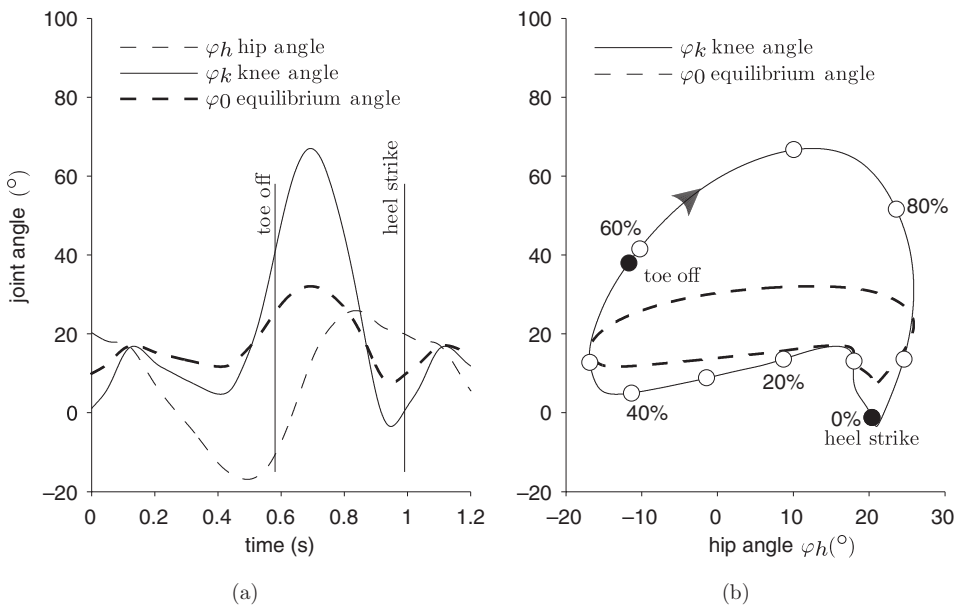 100
80
60
40
20
0
–20
joint angle (°)
φh hip angle
φk knee angle
φ0 equilibrium angle
toe off
heel strike
0
0.2
0.4
0.6
0.8
1
1.2
time (s)
(a)
100
80
60
40
20
0
–20
φk knee angle
φ0 equilibrium angle
80%
60%
toe off
20%
40%
0%
heel strike
–20
–10
0
10
20
30
hip angle φh(°)
(b)